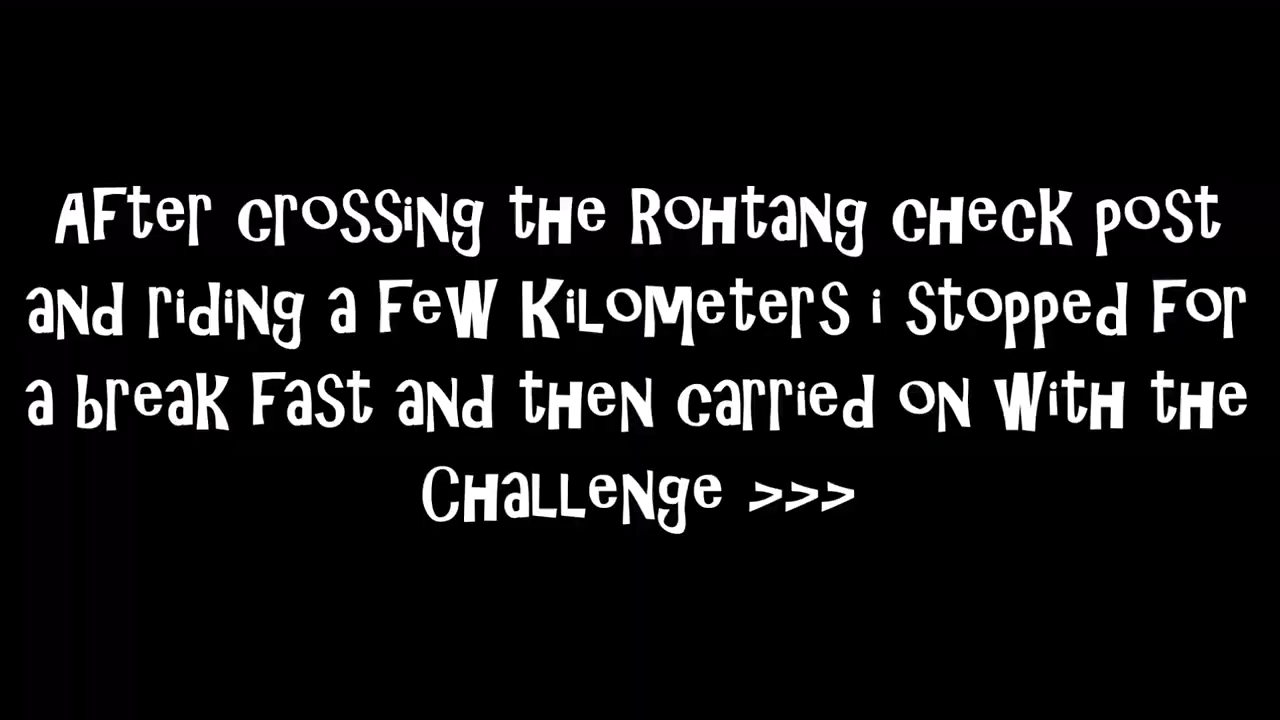 After crossing the Rohtang check post
and riding a few kilometers i stopped for
a break fast and then carried on with the
Challenge >>>